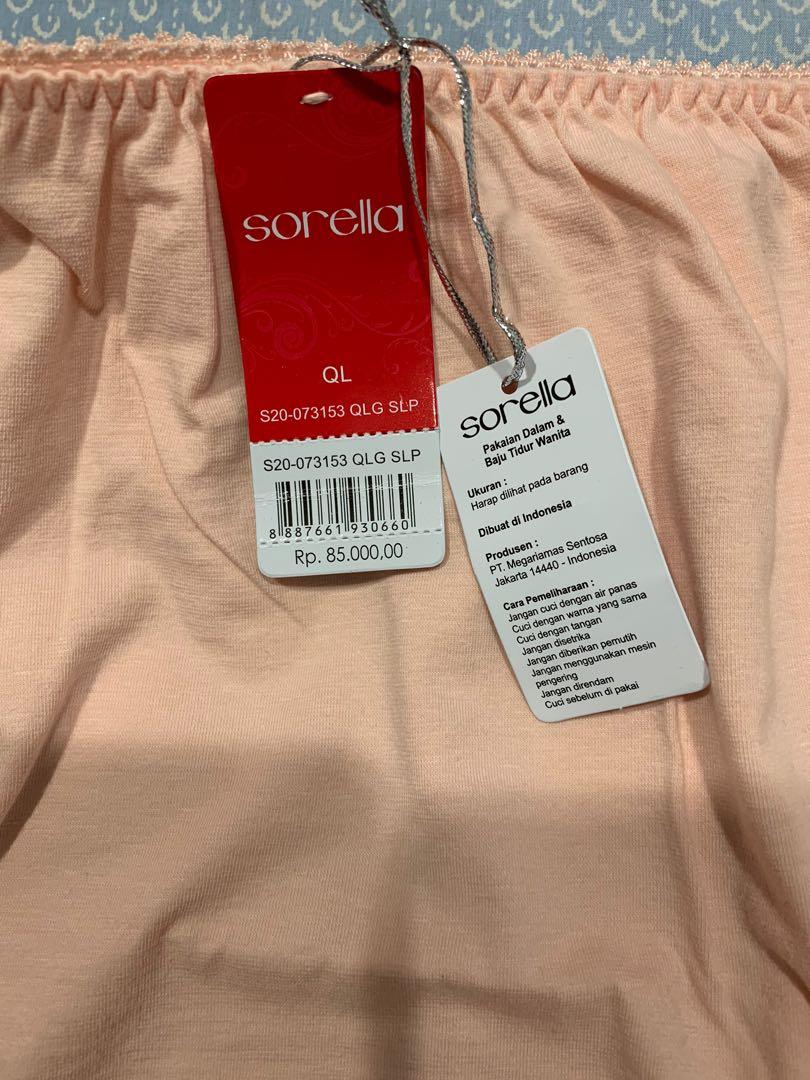 sorella
QL
S20-073153 QLG SLP
S20-073153 QLG SLP
8 887661 930660
Rp. 85.000,00
sorella
Pakaian Dalam &
Baju Tidur Wanita
Ukuran :
Harap dilihat pada barang
Dibuat di Indonesia
Produsen :
PT. Megariamas Sentosa
Jakarta 14440 - Indonesia
Cara Pemeliharaan :
Jangan cuci dengan air panas
Cuci dengan warna yang sama
Cuci dengan tangan
Jangan disetrika
Jangan diberikan pemutih
Jangan menggunakan mesin
pengering
Jangan direndam
Cuci sebelum di pakai